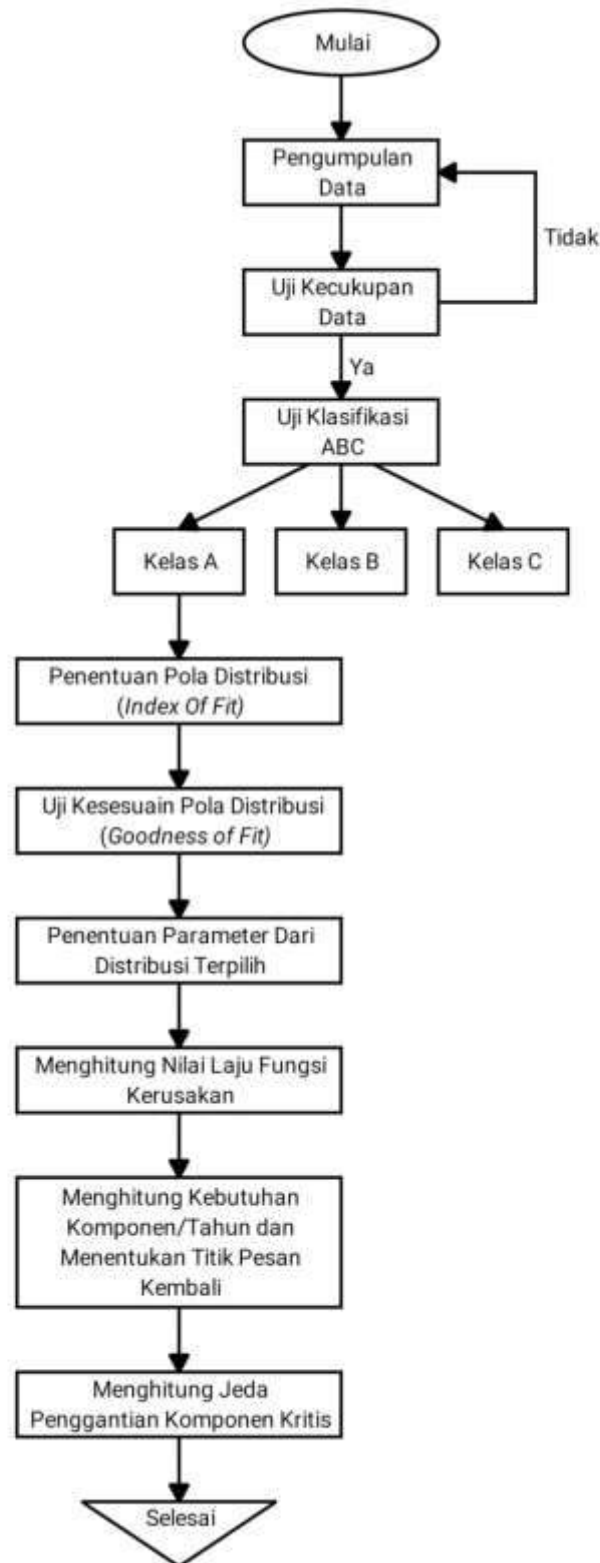 Mulai
Pengumpulan
Data
Tidak
Uji Kecukupan
Data
Ya
Uji Klasifikasi
ABC
Kelas A
Kelas B
Kelas C
Penentuan Pola Distribusi
(Index Of Fit)
Uji Kesesuain Pola Distribusi
(Goodness of Fit)
Penentuan Parameter Dari
Distribusi Terpilih
Menghitung Nilai Laju Fungsi
Kerusakan
Menghitung Kebutuhan
Komponen/Tahun dan
Menentukan Titik Pesan
Kembali
Menghitung Jeda
Penggantian Komponen Kritis
Selesai